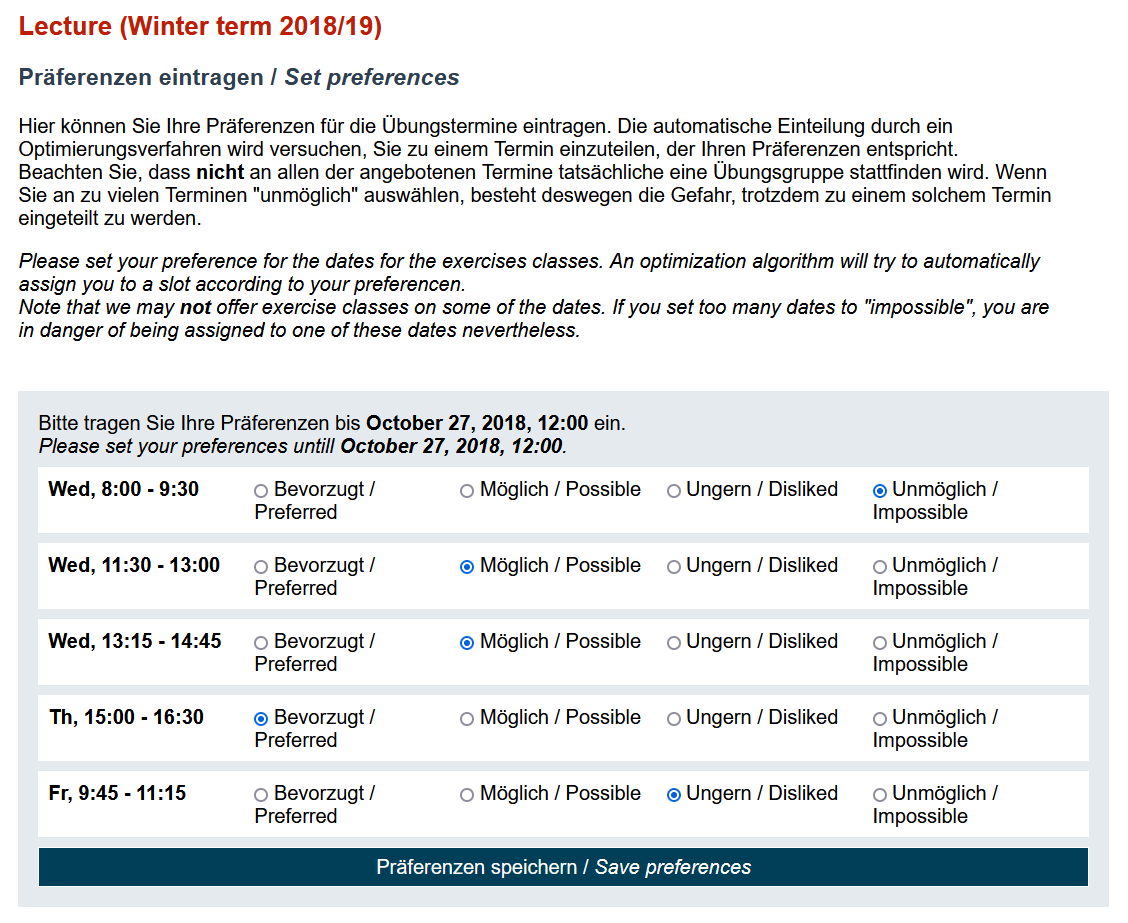 Lecture (Winter term 2018/19)
Präferenzen eintragen / Set preferences
Hier können Sie Ihre Präferenzen für die Übungstermine eintragen. Die automatische Einteilung durch ein
Optimierungsverfahren wird versuchen, Sie zu einem Termin einzuteilen, der Ihren Präferenzen entspricht.
Beachten Sie, dass nicht an allen der angebotenen Termine tatsächliche eine Übungsgruppe stattfinden wird. Wenn
Sie an zu vielen Terminen "unmöglich" auswählen, besteht deswegen die Gefahr, trotzdem zu einem solchem Termin
eingeteilt zu werden.
Please set your preference for the dates for the exercises classes. An optimization algorithm will try to automatically
assign you to a slot according to your preferencen.
Note that we may not offer exercise classes on some of the dates. If you set too many dates to "impossible", you are
in danger of being assigned to one of these dates nevertheless.
Bitte tragen Sie Ihre Präferenzen bis October 27, 2018, 12:00 ein.
Please set your preferences untill October 27, 2018, 12:00.
Wed, 8:00 - 9:30 Bevorzugt / Möglich / Possible Ungern / Disliked Unmöglich /
Preferred Impossible
Wed, 11:30 - 13:00 Bevorzugt / Möglich / Possible Ungern / Disliked Unmöglich /
Preferred Impossible
Wed, 13:15 - 14:45 Bevorzugt / Möglich / Possible Ungern / Disliked Unmöglich /
Preferred Impossible
Th, 15:00 - 16:30 Bevorzugt / Möglich / Possible Ungern / Disliked Unmöglich /
Preferred Impossible
Fr, 9:45 - 11:15 Bevorzugt / Möglich / Possible Ungern / Disliked Unmöglich /
Preferred Impossible
Präferenzen speichern / Save preferences